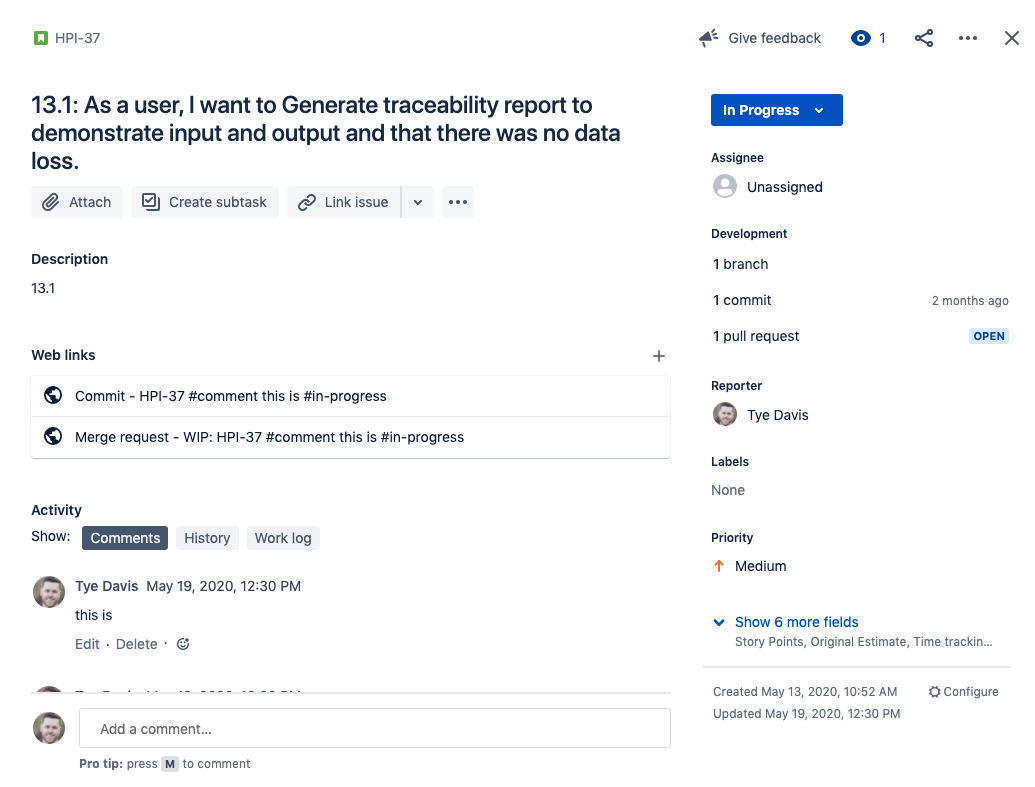 HPI-37
Give feedback
1
13.1: As a user, I want to Generate traceability report to
demonstrate input and output and that there was no data
loss.
Attach
Create subtask
Link issue
Description
13.1
Web links
Commit - HPI-37 #comment this is #in-progress
Merge request - WIP: HPI-37 #comment this is #in-progress
Activity
Show:
Comments
History
Work log
Tye Davis May 19, 2020, 12:30 PM
this is
Edit · Delete ·
Add a comment…
Pro tip: press M to comment
In Progress
Assignee
Unassigned
Development
1 branch
1 commit
2 months ago
1 pull request
OPEN
Reporter
Tye Davis
Labels
None
Priority
Medium
Show 6 more fields
Story Points, Original Estimate, Time trackin...
Created May 13, 2020, 10:52 AM
Configure
Updated May 19, 2020, 12:30 PM